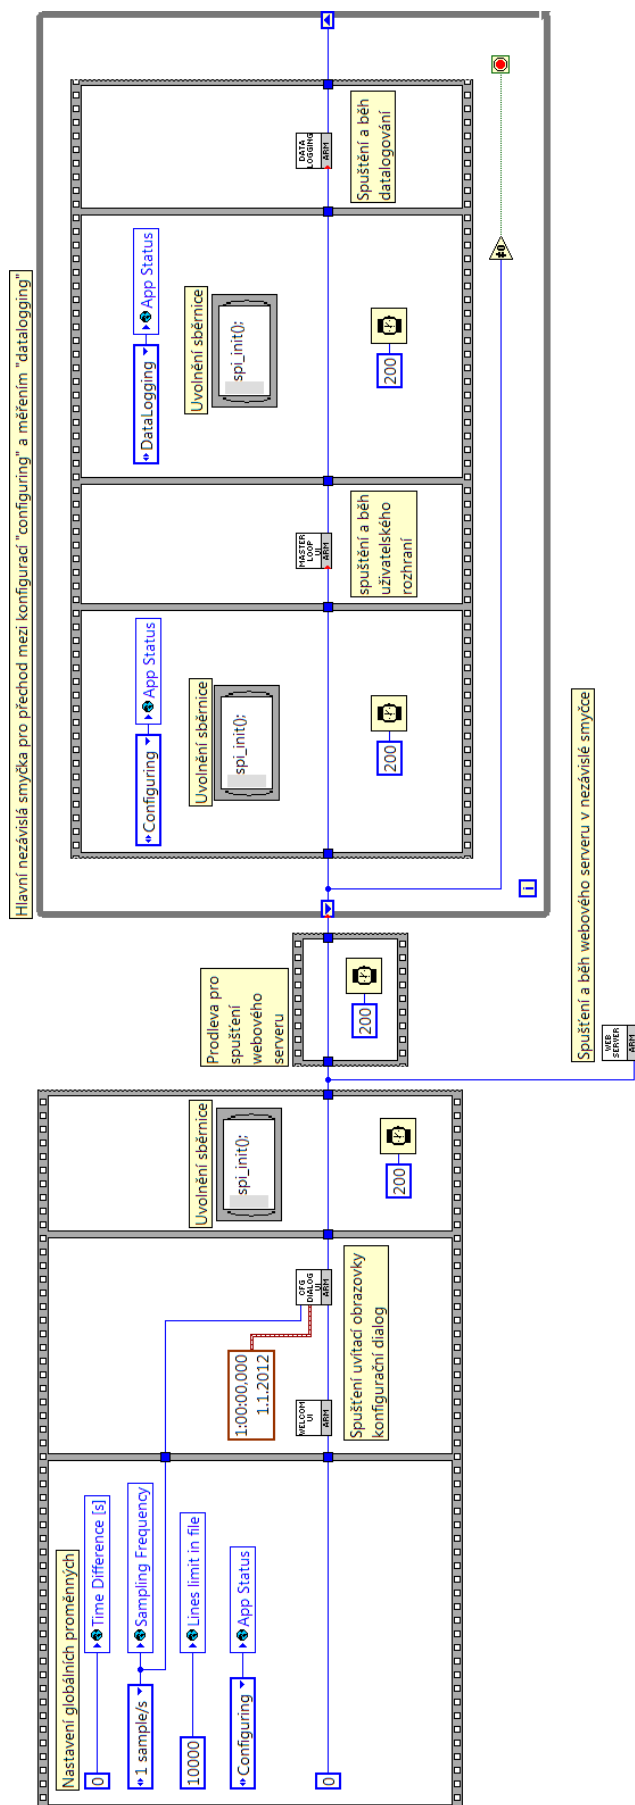 Nastavení globálních proměnných
0
Time Difference [s]
1 sample/s
Sampling Frequency
10000
Lines limit in file
Configuring
App Status
0
1:00:00,000
1.1.2012
WELCOM
UI
ARM
CFG
DIALOG
UI
ARM
Spuštění uvítací obrazovky
konfigurační dialog
Uvolnění sběrnice
spi_init();
200
Prodleva pro
spuštění
webového
serveru
200
WEB
SERVER
ARM
Spuštění a běh webového serveru v nezávislé smyčce
Hlavní nezávislá smyčka pro přechod mezi konfigurací "configuring" a měřením "datalogging"
i
Configuring
App Status
Uvolnění sběrnice
spi_init();
200
MASTER
LOOP
UI
ARM
spuštění a běh
uživatelského
rozhraní
DataLogging
App Status
Uvolnění sběrnice
spi_init();
200
DATA
LOGGING
ARM
Spuštění a běh
datalogování
≠0